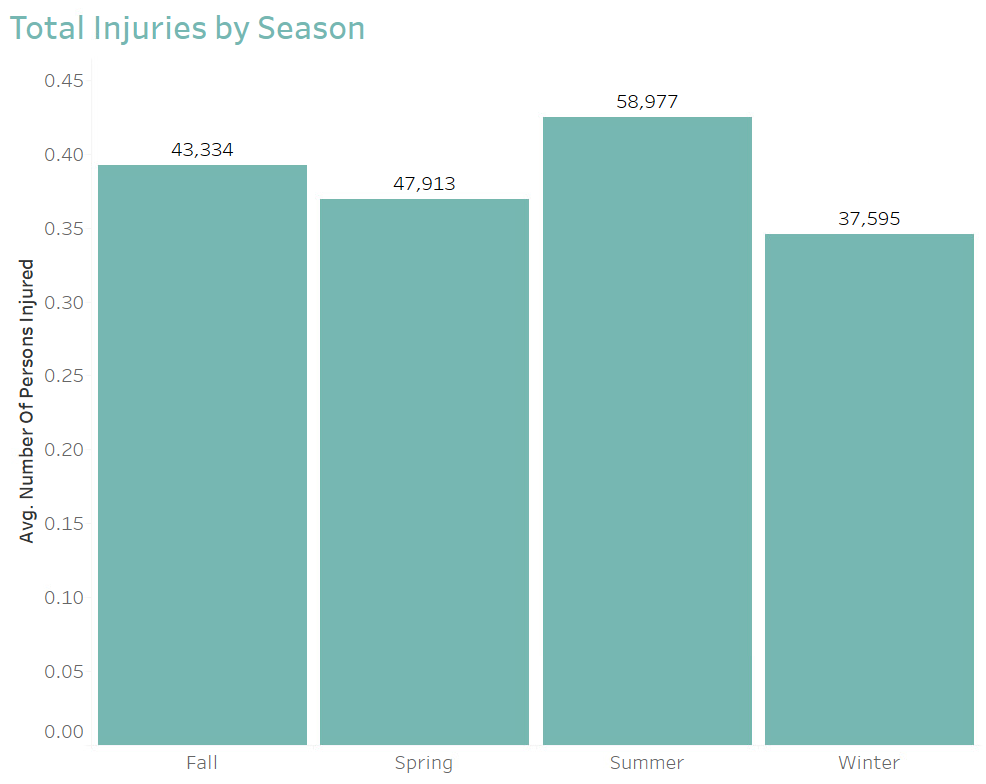 Total Injuries by Season
Avg. Number Of Persons Injured
0.45
0.40
0.35
0.30
0.25
0.20
0.15
0.10
0.05
0.00
43,334
47,913
58,977
37,595
Fall
Spring
Summer
Winter